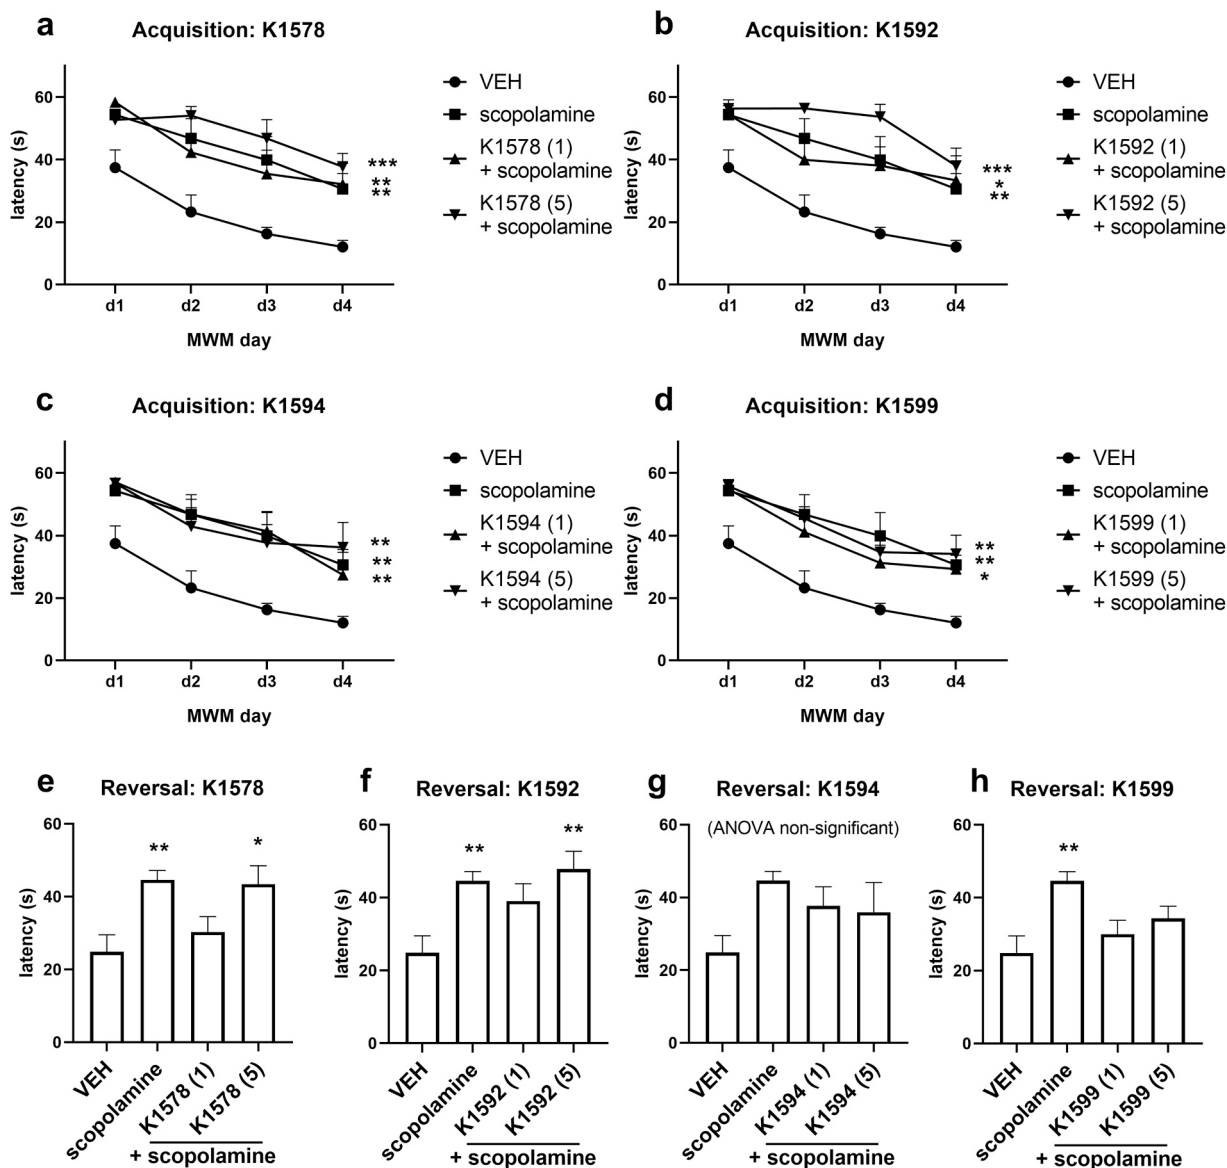 a
Acquisition: K1578
latency (s)
60
40
20
0
d1 d2 d3 d4
MWM day
VEH
scopolamine
K1578 (1)
+ scopolamine
K1578 (5)
+ scopolamine
***
**
**
b
Acquisition: K1592
latency (s)
60
40
20
0
d1 d2 d3 d4
MWM day
VEH
scopolamine
K1592 (1)
+ scopolamine
K1592 (5)
+ scopolamine
***
*
**
c
Acquisition: K1594
latency (s)
60
40
20
0
d1 d2 d3 d4
MWM day
VEH
scopolamine
K1594 (1)
+ scopolamine
K1594 (5)
+ scopolamine
**
**
**
d
Acquisition: K1599
latency (s)
60
40
20
0
d1 d2 d3 d4
MWM day
VEH
scopolamine
K1599 (1)
+ scopolamine
K1599 (5)
+ scopolamine
**
**
*
e
Reversal: K1578
latency (s)
60
40
20
0
**
*
VEH
scopolamine
K1578 (1)
K1578 (5)
+ scopolamine
f
Reversal: K1592
latency (s)
60
40
20
0
**
**
VEH
scopolamine
K1592 (1)
K1592 (5)
+ scopolamine
g
Reversal: K1594
(ANOVA non-significant)
latency (s)
60
40
20
0
VEH
scopolamine
K1594 (1)
K1594 (5)
+ scopolamine
h
Reversal: K1599
latency (s)
60
40
20
0
**
VEH
scopolamine
K1599 (1)
K1599 (5)
+ scopolamine